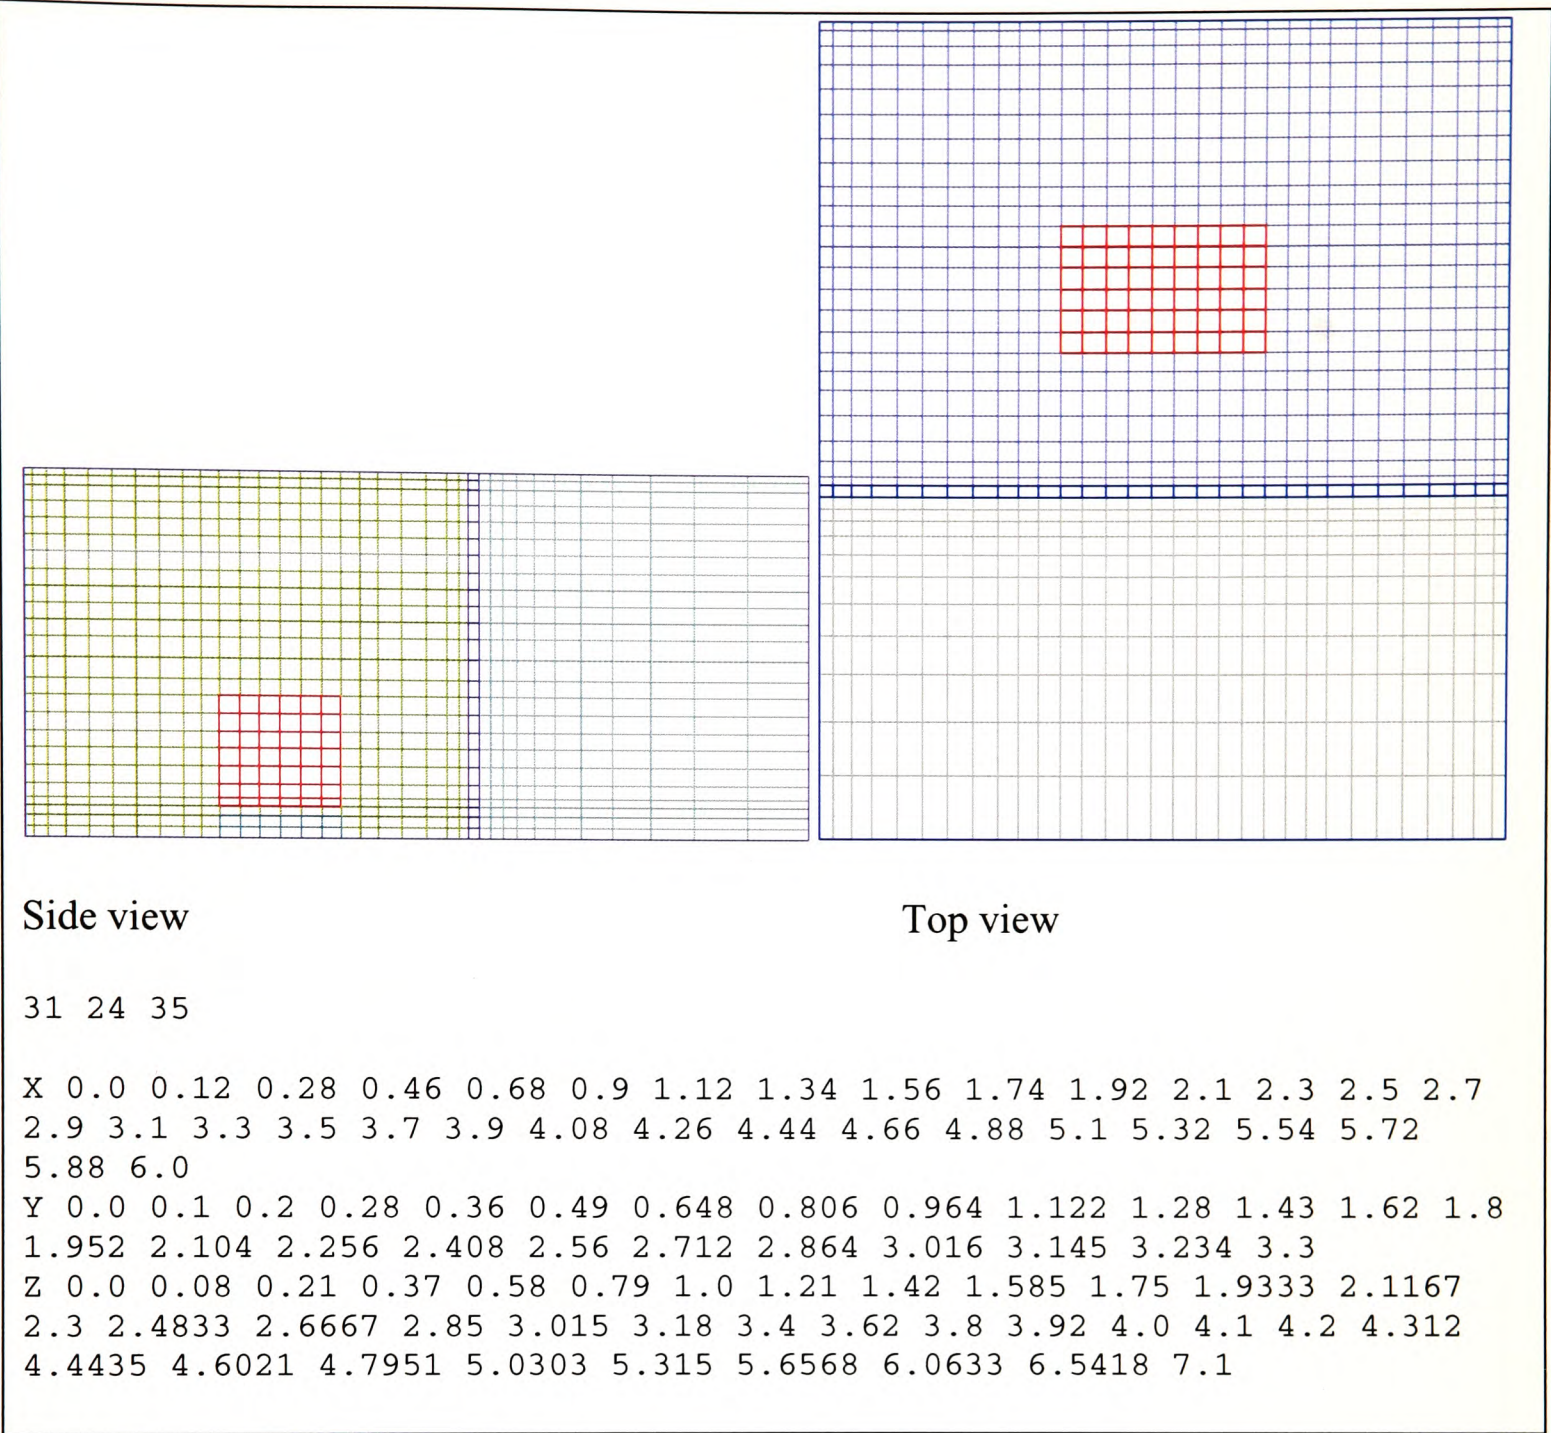 Side view
Top view
31 24 35
X 0.0 0.12 0.28 0.46 0.68 0.9 1.12 1.34 1.56 1.74 1.92 2.1 2.3 2.5 2.7
2.9 3.1 3.3 3.5 3.7 3.9 4.08 4.26 4.44 4.66 4.88 5.1 5.32 5.54 5.72
5.88 6.0
Y 0.0 0.1 0.2 0.28 0.36 0.49 0.648 0.806 0.964 1.122 1.28 1.43 1.62 1.8
1.952 2.104 2.256 2.408 2.56 2.712 2.864 3.016 3.145 3.234 3.3
Z 0.0 0.08 0.21 0.37 0.58 0.79 1.0 1.21 1.42 1.585 1.75 1.9333 2.1167
2.3 2.4833 2.6667 2.85 3.015 3.18 3.4 3.62 3.8 3.92 4.0 4.1 4.2 4.312
4.4435 4.6021 4.7951 5.0303 5.315 5.6568 6.0633 6.5418 7.1